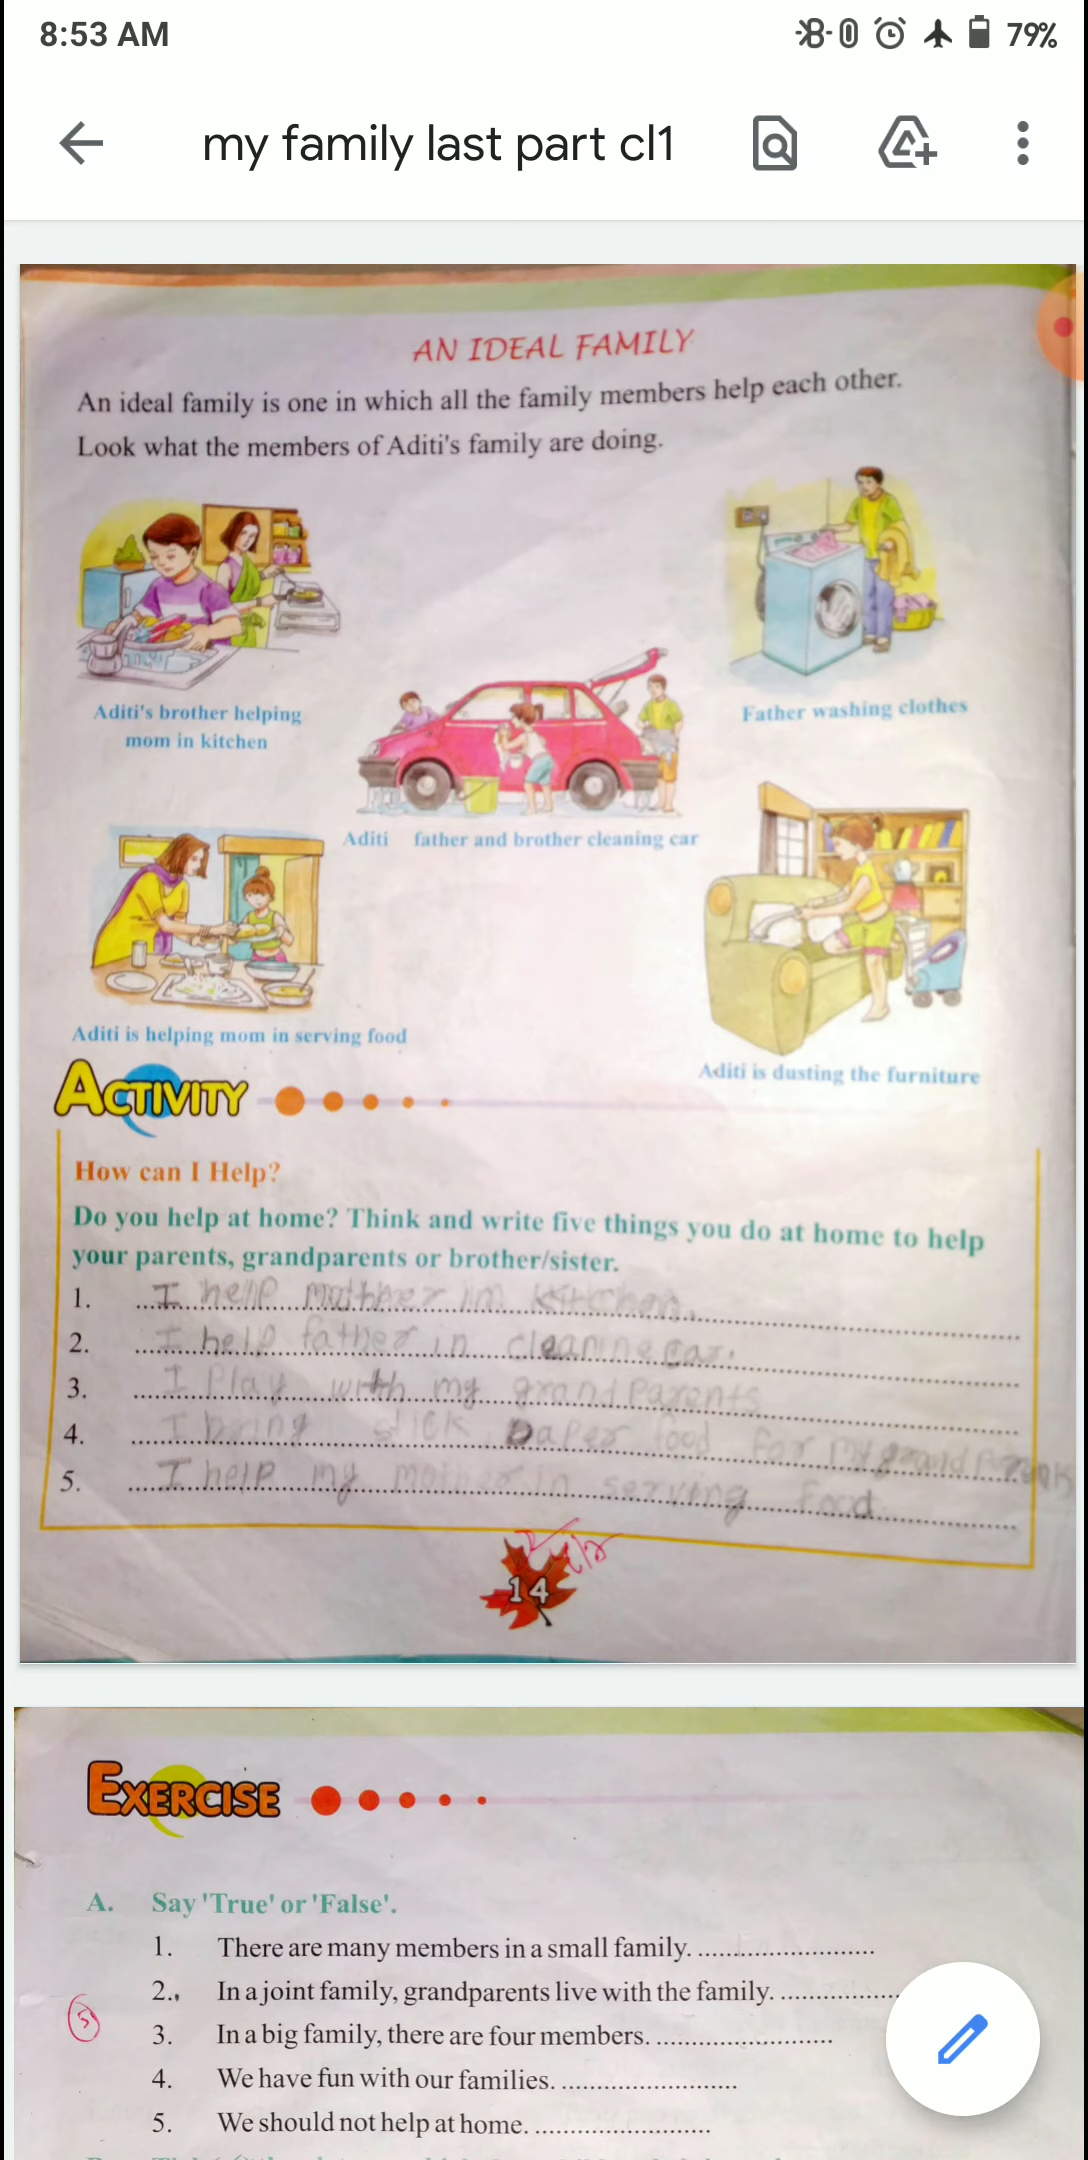 8:53 AM
79%
my family last part cl1
AN IDEAL FAMILY
An ideal family is one in which all the family members help each other.
Look what the members of Aditi's family are doing.
Aditi's brother helping
mom in kitchen
Father washing clothes
Aditi father and brother cleaning car
Aditi is helping mom in serving food
Aditi is dusting the furniture
ACTIVITY
How can I Help?
Do you help at home? Think and write five things you do at home to help
your parents, grandparents or brother/sister.
1. I help mother in kitchen.
2. I help father in cleanine car.
3. I Play with my grandParents
4. I bring stick Paper food for my grand Parents
5. I help my mother in serving food
14
EXERCISE
A. Say 'True' or 'False'.
1. There are many members in a small family.
2. In a joint family, grandparents live with the family.
5
3. In a big family, there are four members.
4. We have fun with our families.
5. We should not help at home.